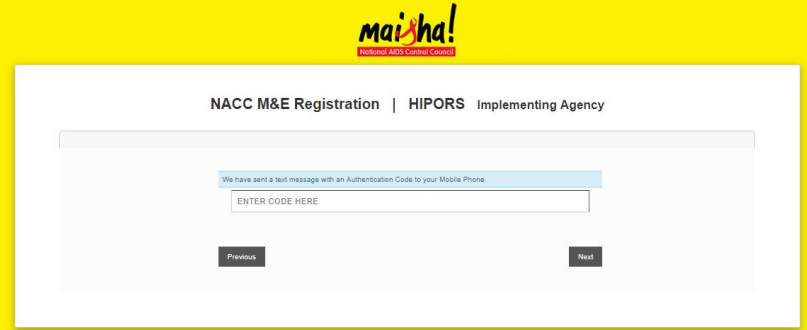 maisha!
National AIDS Control Council
NACC M&E Registration | HIPORS Implementing Agency
We have sent a text message with an Authentication Code to your Mobile Phone
ENTER CODE HERE
Previous Next